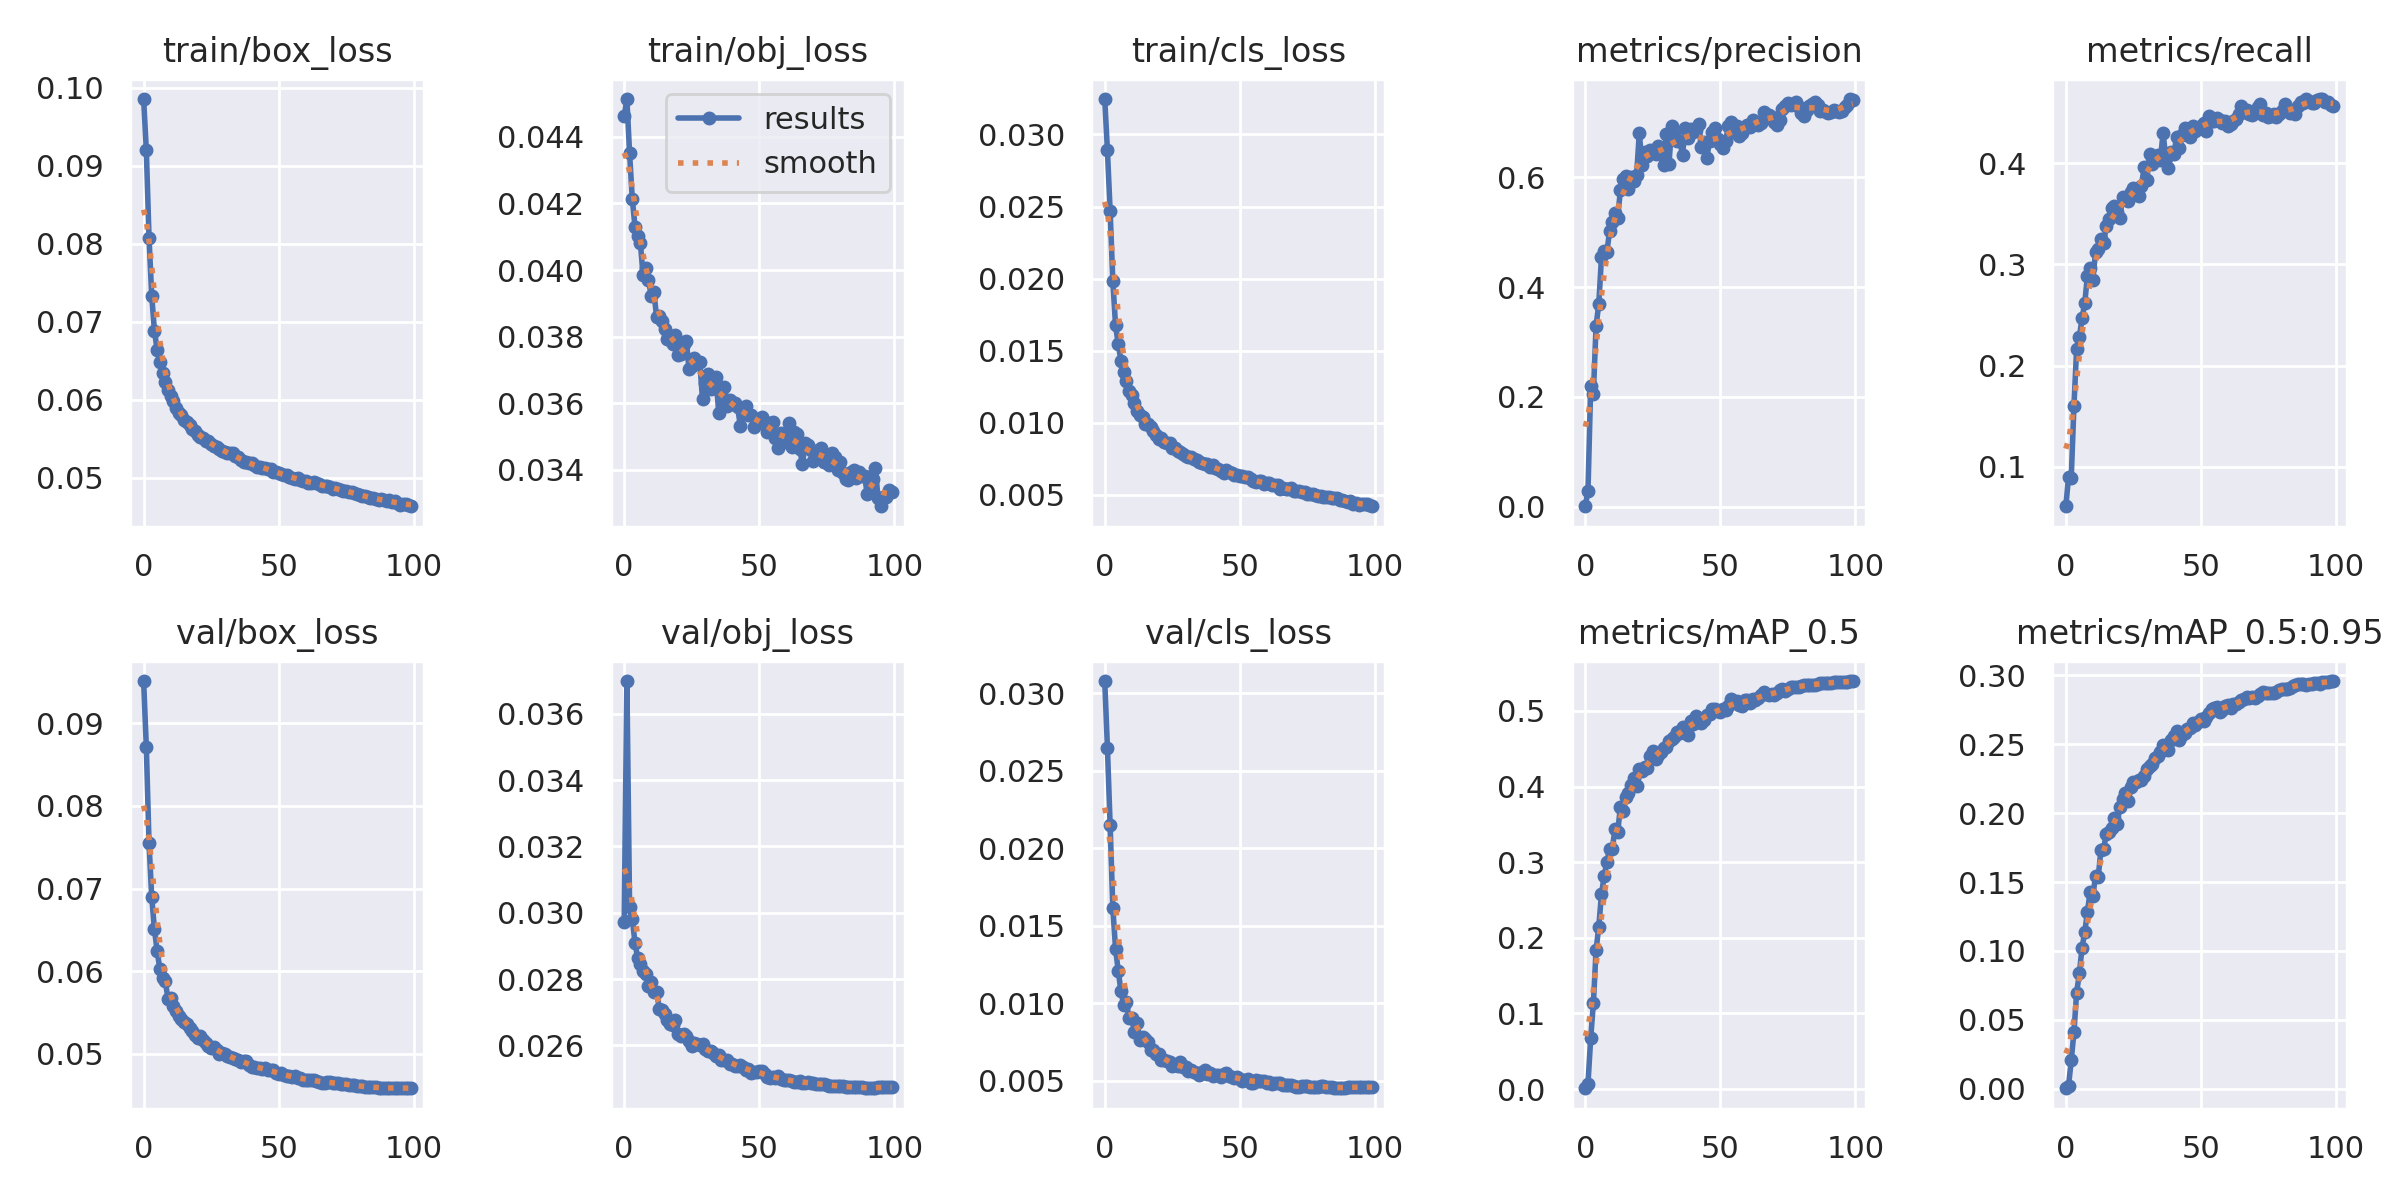 train/box_loss
0.10
0.09
0.08
0.07
0.06
0.05
0 50 100
train/obj_loss
results
smooth
0.044
0.042
0.040
0.038
0.036
0.034
0 50 100
train/cls_loss
0.030
0.025
0.020
0.015
0.010
0.005
0 50 100
metrics/precision
0.6
0.4
0.2
0.0
0 50 100
metrics/recall
0.4
0.3
0.2
0.1
0 50 100
val/box_loss
0.09
0.08
0.07
0.06
0.05
0 50 100
val/obj_loss
0.036
0.034
0.032
0.030
0.028
0.026
0 50 100
val/cls_loss
0.030
0.025
0.020
0.015
0.010
0.005
0 50 100
metrics/mAP_0.5
0.5
0.4
0.3
0.2
0.1
0.0
0 50 100
metrics/mAP_0.5:0.95
0.30
0.25
0.20
0.15
0.10
0.05
0.00
0 50 100